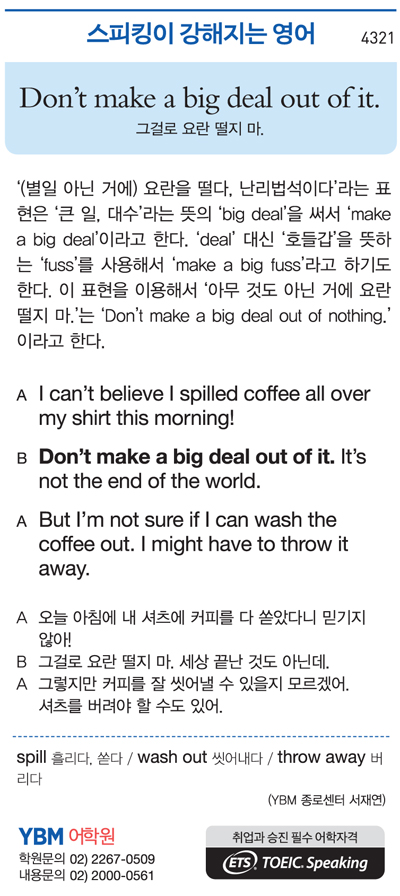 스피킹이 강해지는 영어
4321
Don't make a big deal out of it.
그걸로 요란 떨지 마.
‘(별일 아닌 거에) 요란을 떨다, 난리법석이다’라는 표
현은 ‘큰 일, 대수’라는 뜻의 ‘big deal’을 써서 ‘make
a big deal’이라고 한다. ‘deal’ 대신 ‘호들갑’을 뜻하
는 ‘fuss’를 사용해서 ‘make a big fuss’라고 하기도
한다. 이 표현을 이용해서 ‘아무 것도 아닌 거에 요란
떨지 마.’는 ‘Don’t make a big deal out of nothing.’
이라고 한다.
A I can’t believe I spilled coffee all over
my shirt this morning!
B Don’t make a big deal out of it. It’s
not the end of the world.
A But I’m not sure if I can wash the
coffee out. I might have to throw it
away.
A 오늘 아침에 내 셔츠에 커피를 다 쏟았다니 믿기지
않아!
B 그걸로 요란 떨지 마. 세상 끝난 것도 아닌데.
A 그렇지만 커피를 잘 씻어낼 수 있을지 모르겠어.
셔츠를 버려야 할 수도 있어.
spill 흘리다, 쏟다 / wash out 씻어내다 / throw away 버
리다
(YBM 종로센터 서재연)
YBM 어학원
학원문의 02) 2267-0509
내용문의 02) 2000-0561
취업과 승진 필수 어학자격
ETS TOEIC Speaking